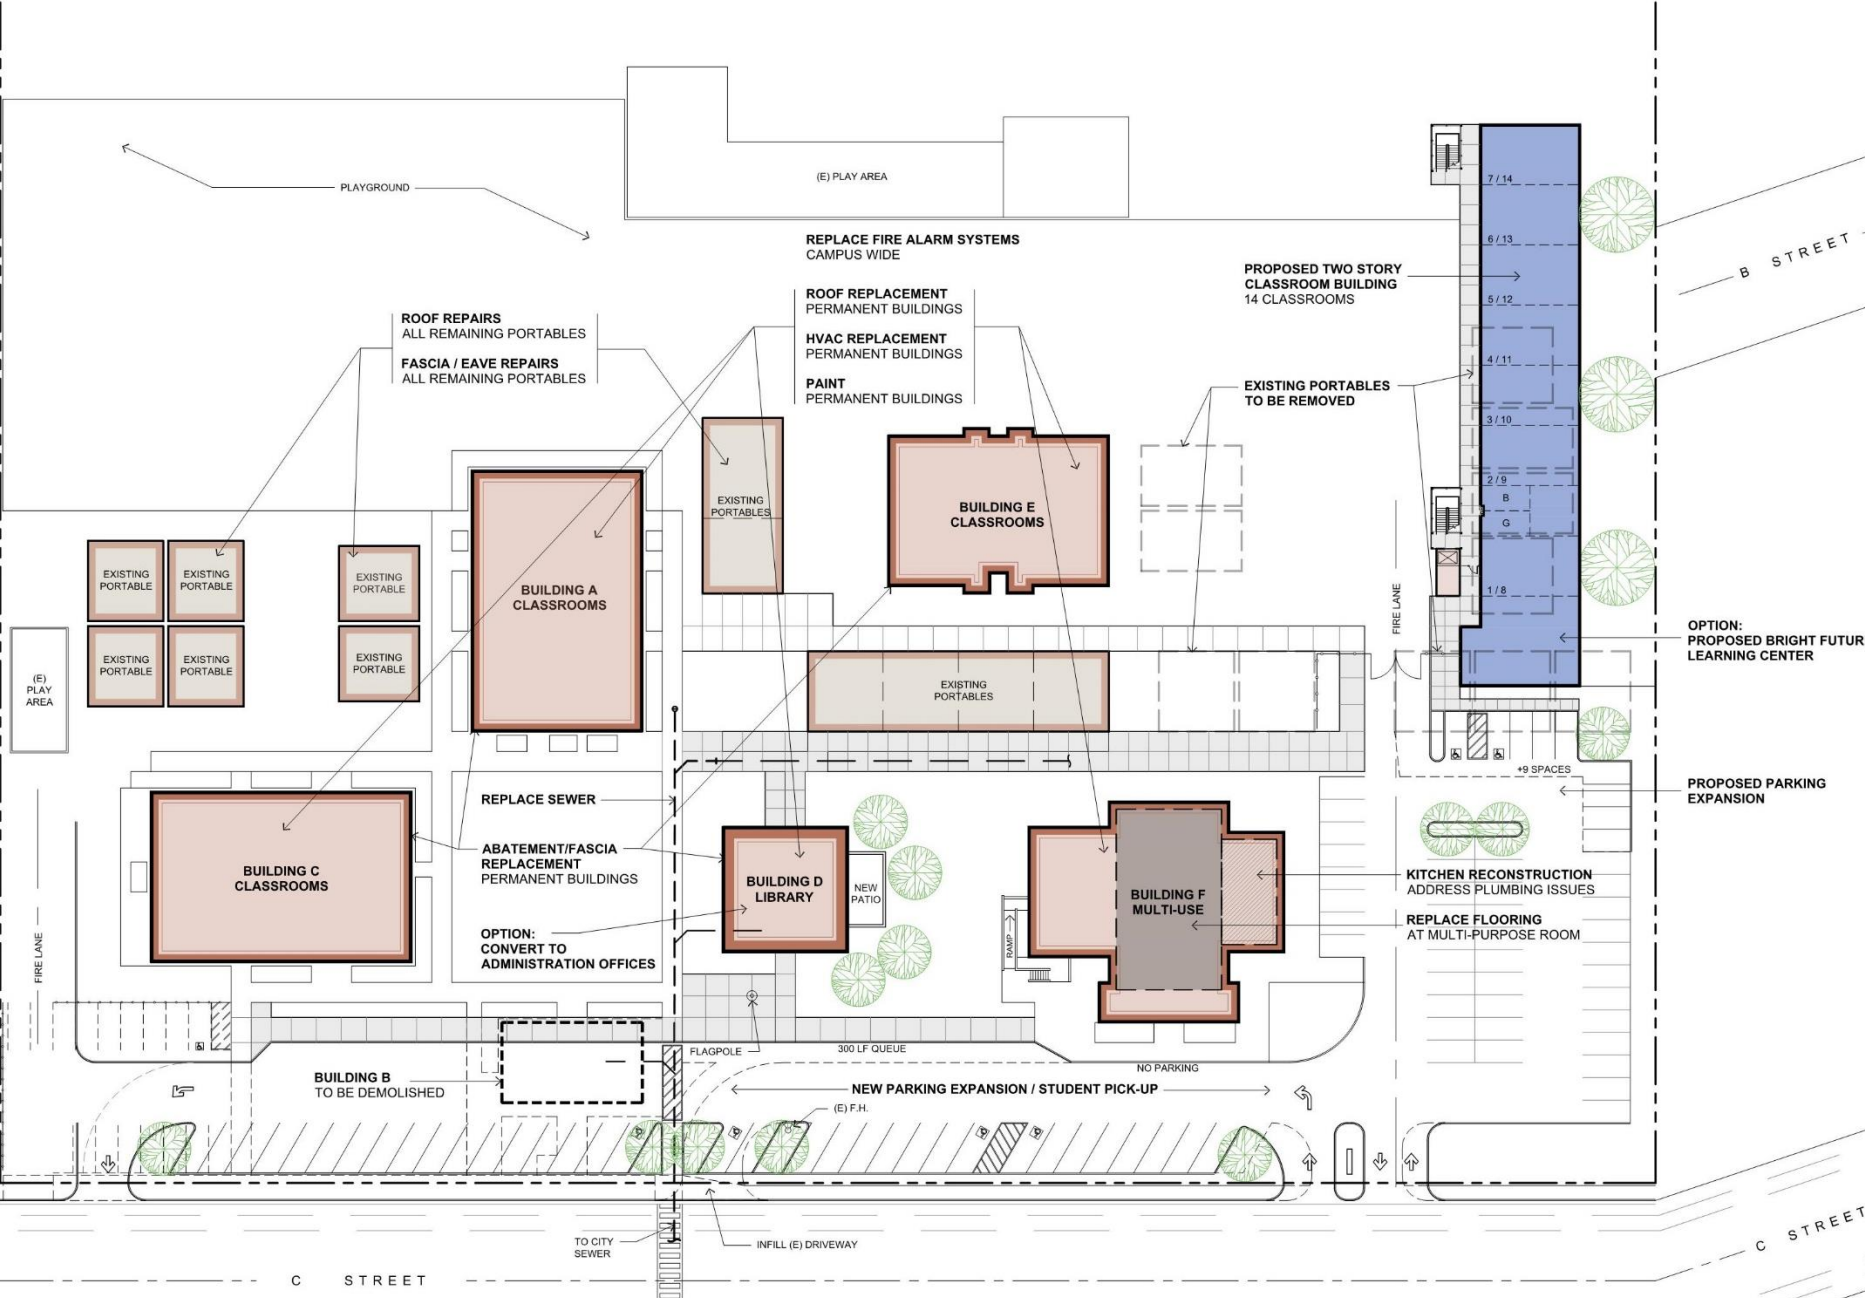 PLAYGROUND
(E) PLAY AREA
REPLACE FIRE ALARM SYSTEMS
CAMPUS WIDE
ROOF REPLACEMENT
PERMANENT BUILDINGS
HVAC REPLACEMENT
PERMANENT BUILDINGS
PAINT
PERMANENT BUILDINGS
ROOF REPAIRS
ALL REMAINING PORTABLES
FASCIA / EAVE REPAIRS
ALL REMAINING PORTABLES
PROPOSED TWO STORY
CLASSROOM BUILDING
14 CLASSROOMS
EXISTING PORTABLES
TO BE REMOVED
7 / 14
6 / 13
5 / 12
4 / 11
3 / 10
2 / 9
B
G
1 / 8
B STREET
OPTION:
PROPOSED BRIGHT FUTUR
LEARNING CENTER
PROPOSED PARKING
EXPANSION
+9 SPACES
FIRE LANE
EXISTING
PORTABLES
BUILDING E
CLASSROOMS
BUILDING A
CLASSROOMS
EXISTING
PORTABLE
EXISTING
PORTABLE
EXISTING
PORTABLE
EXISTING
PORTABLE
EXISTING
PORTABLE
EXISTING
PORTABLE
(E)
PLAY
AREA
EXISTING
PORTABLES
REPLACE SEWER
ABATEMENT/FASCIA
REPLACEMENT
PERMANENT BUILDINGS
OPTION:
CONVERT TO
ADMINISTRATION OFFICES
BUILDING C
CLASSROOMS
FIRE LANE
BUILDING D
LIBRARY
NEW
PATIO
RAMP
BUILDING F
MULTI-USE
KITCHEN RECONSTRUCTION
ADDRESS PLUMBING ISSUES
REPLACE FLOORING
AT MULTI-PURPOSE ROOM
FLAGPOLE
300 LF QUEUE
NO PARKING
BUILDING B
TO BE DEMOLISHED
NEW PARKING EXPANSION / STUDENT PICK-UP
(E) F.H.
TO CITY
SEWER
INFILL (E) DRIVEWAY
C STREET
C STREET